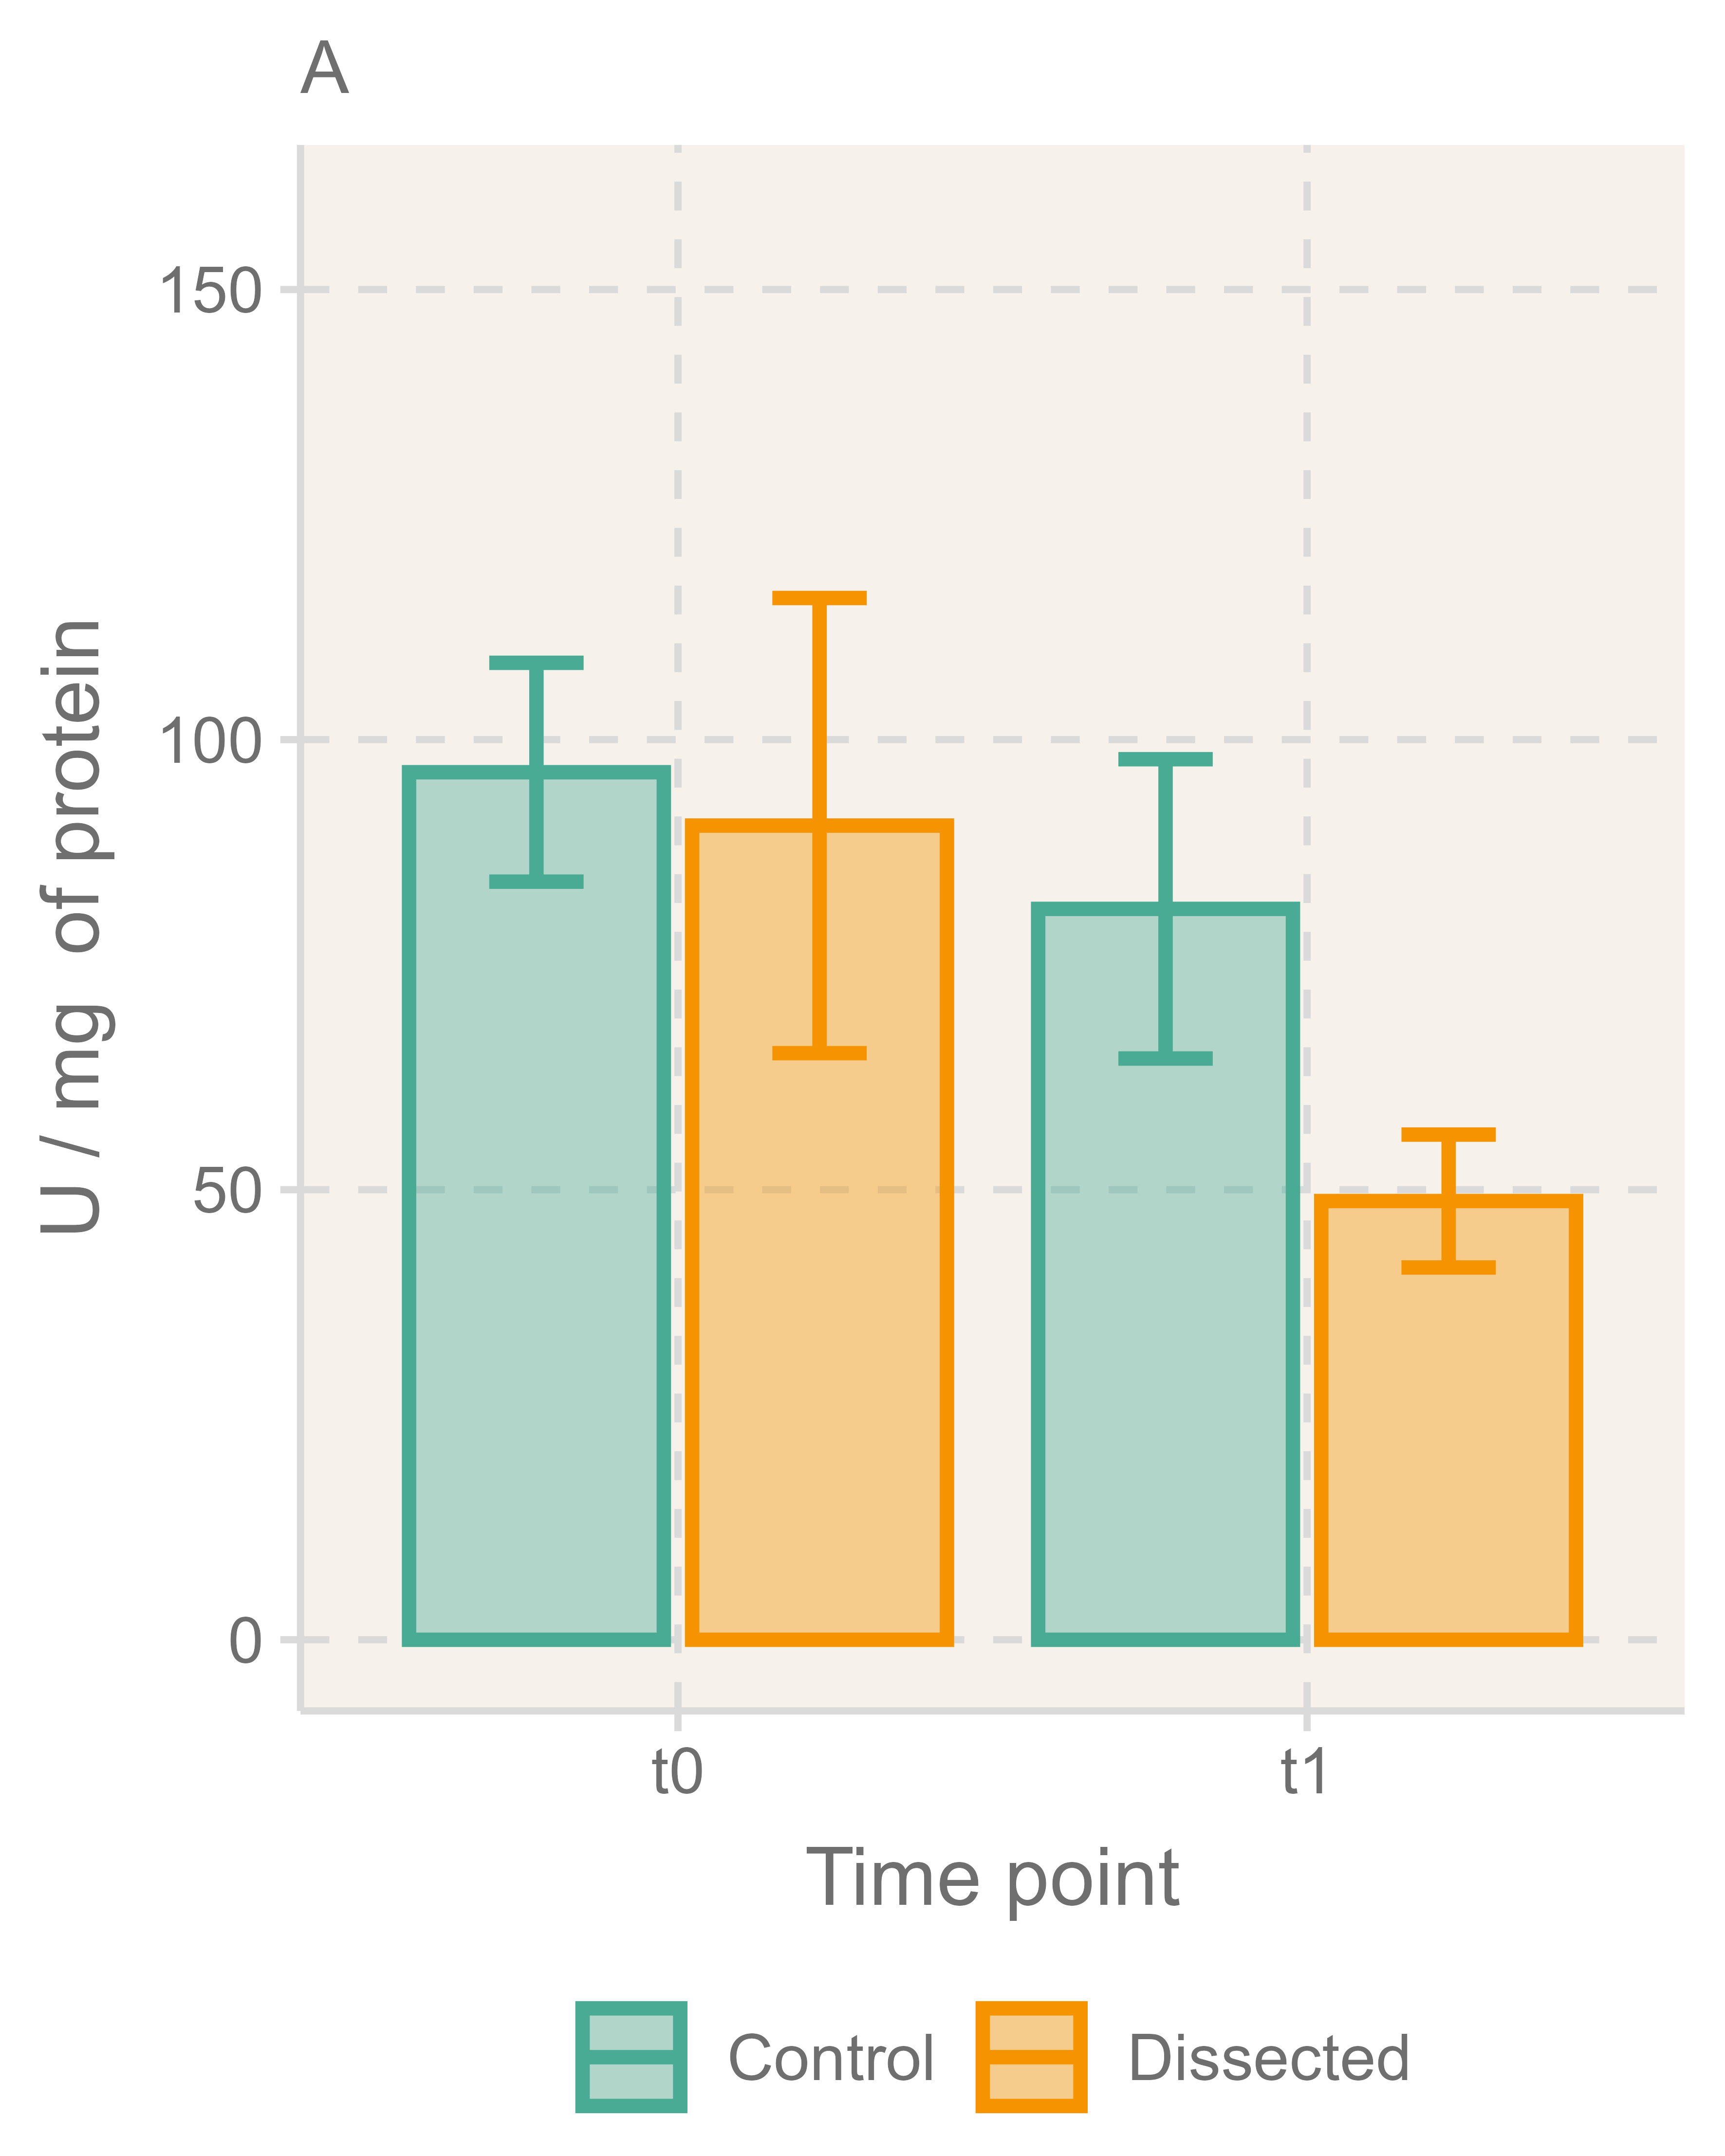 A
150
100
50
0
U / mg  of protein
t0
t1
Time point
Control
Dissected